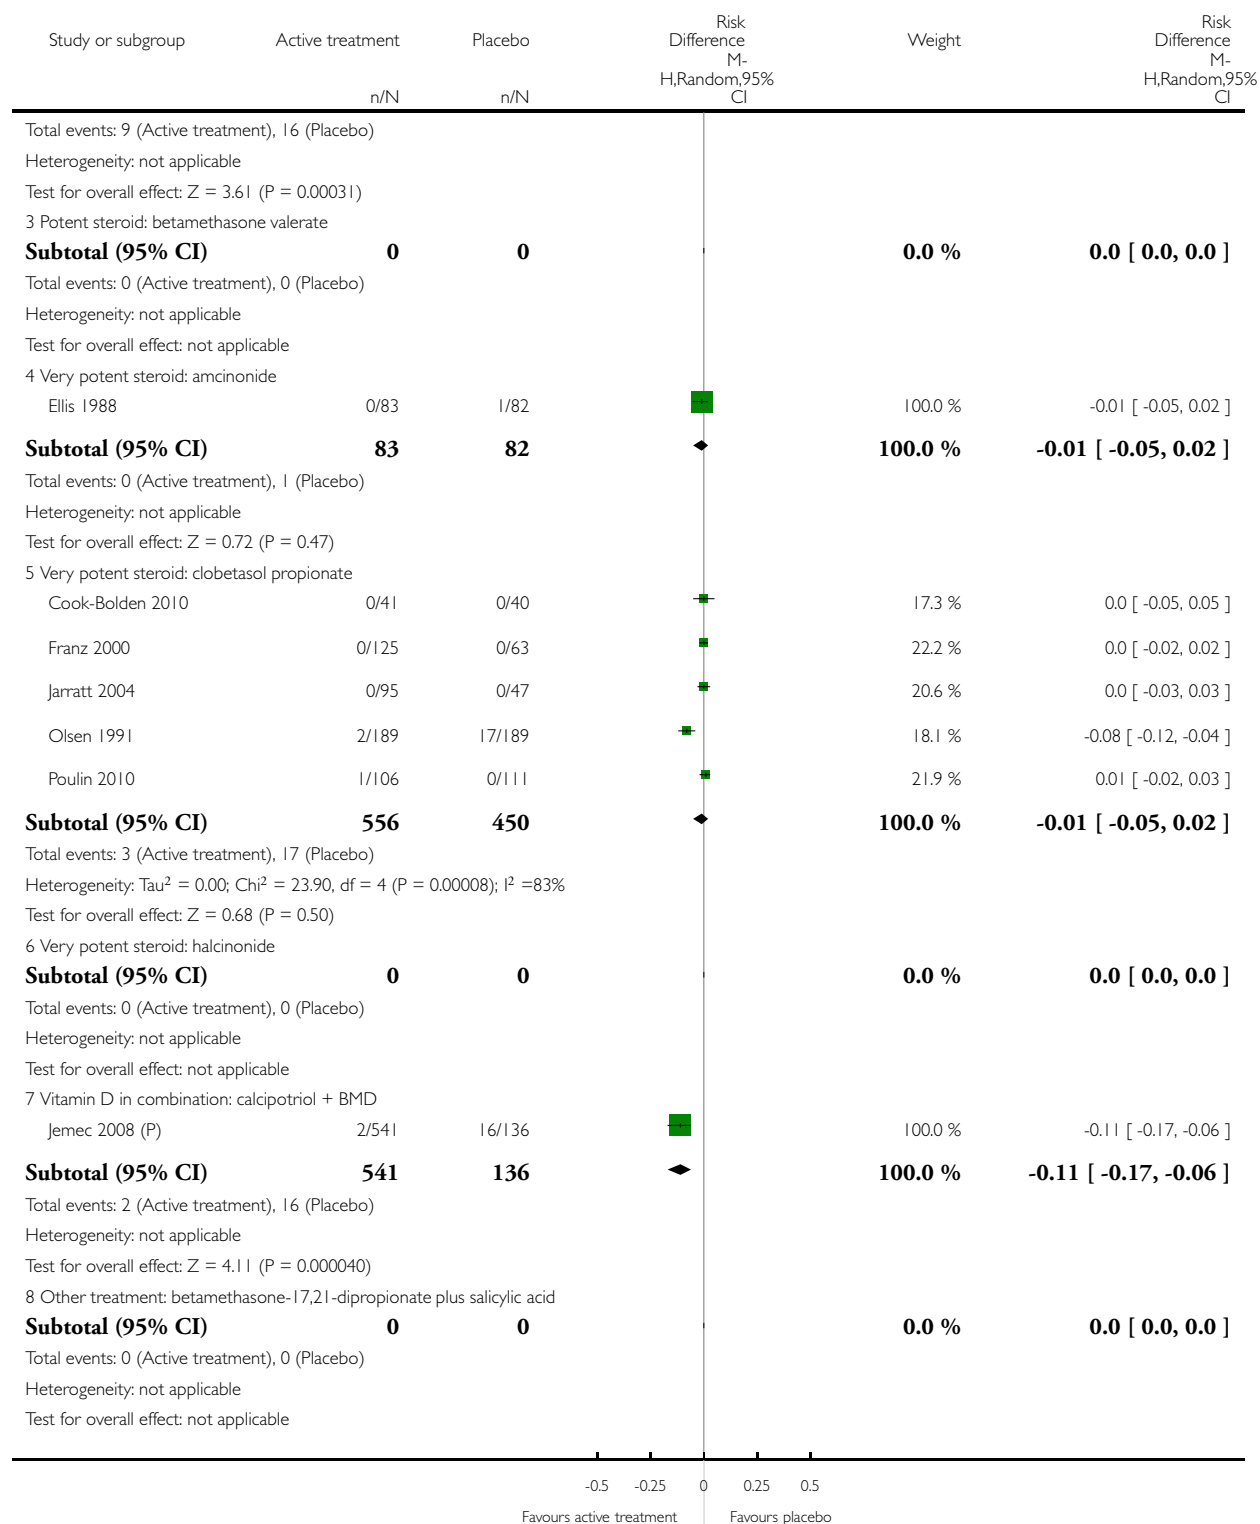 Study or subgroup Active treatment Placebo Risk Difference Weight Risk Difference
M-H,Random,95% CI M-H,Random,95% CI
n/N n/N
Total events: 9 (Active treatment), 16 (Placebo)
Heterogeneity: not applicable
Test for overall effect: Z = 3.61 (P = 0.00031)
3 Potent steroid: betamethasone valerate
Subtotal (95% CI) 0 0 0.0 % 0.0 [ 0.0, 0.0 ]
Total events: 0 (Active treatment), 0 (Placebo)
Heterogeneity: not applicable
Test for overall effect: not applicable
4 Very potent steroid: amcinonide
Ellis 1988 0/83 1/82 100.0 % -0.01 [ -0.05, 0.02 ]
Subtotal (95% CI) 83 82 100.0 % -0.01 [ -0.05, 0.02 ]
Total events: 0 (Active treatment), 1 (Placebo)
Heterogeneity: not applicable
Test for overall effect: Z = 0.72 (P = 0.47)
5 Very potent steroid: clobetasol propionate
Cook-Bolden 2010 0/41 0/40 17.3 % 0.0 [ -0.05, 0.05 ]
Franz 2000 0/125 0/63 22.2 % 0.0 [ -0.02, 0.02 ]
Jarratt 2004 0/95 0/47 20.6 % 0.0 [ -0.03, 0.03 ]
Olsen 1991 2/189 17/189 18.1 % -0.08 [ -0.12, -0.04 ]
Poulin 2010 1/106 0/111 21.9 % 0.01 [ -0.02, 0.03 ]
Subtotal (95% CI) 556 450 100.0 % -0.01 [ -0.05, 0.02 ]
Total events: 3 (Active treatment), 17 (Placebo)
Heterogeneity: Tau² = 0.00; Chi² = 23.90, df = 4 (P = 0.00008); I² =83%
Test for overall effect: Z = 0.68 (P = 0.50)
6 Very potent steroid: halcinonide
Subtotal (95% CI) 0 0 0.0 % 0.0 [ 0.0, 0.0 ]
Total events: 0 (Active treatment), 0 (Placebo)
Heterogeneity: not applicable
Test for overall effect: not applicable
7 Vitamin D in combination: calcipotriol + BMD
Jemec 2008 (P) 2/541 16/136 100.0 % -0.11 [ -0.17, -0.06 ]
Subtotal (95% CI) 541 136 100.0 % -0.11 [ -0.17, -0.06 ]
Total events: 2 (Active treatment), 16 (Placebo)
Heterogeneity: not applicable
Test for overall effect: Z = 4.11 (P = 0.000040)
8 Other treatment: betamethasone-17,21-dipropionate plus salicylic acid
Subtotal (95% CI) 0 0 0.0 % 0.0 [ 0.0, 0.0 ]
Total events: 0 (Active treatment), 0 (Placebo)
Heterogeneity: not applicable
Test for overall effect: not applicable
-0.5 -0.25 0 0.25 0.5
Favours active treatment Favours placebo